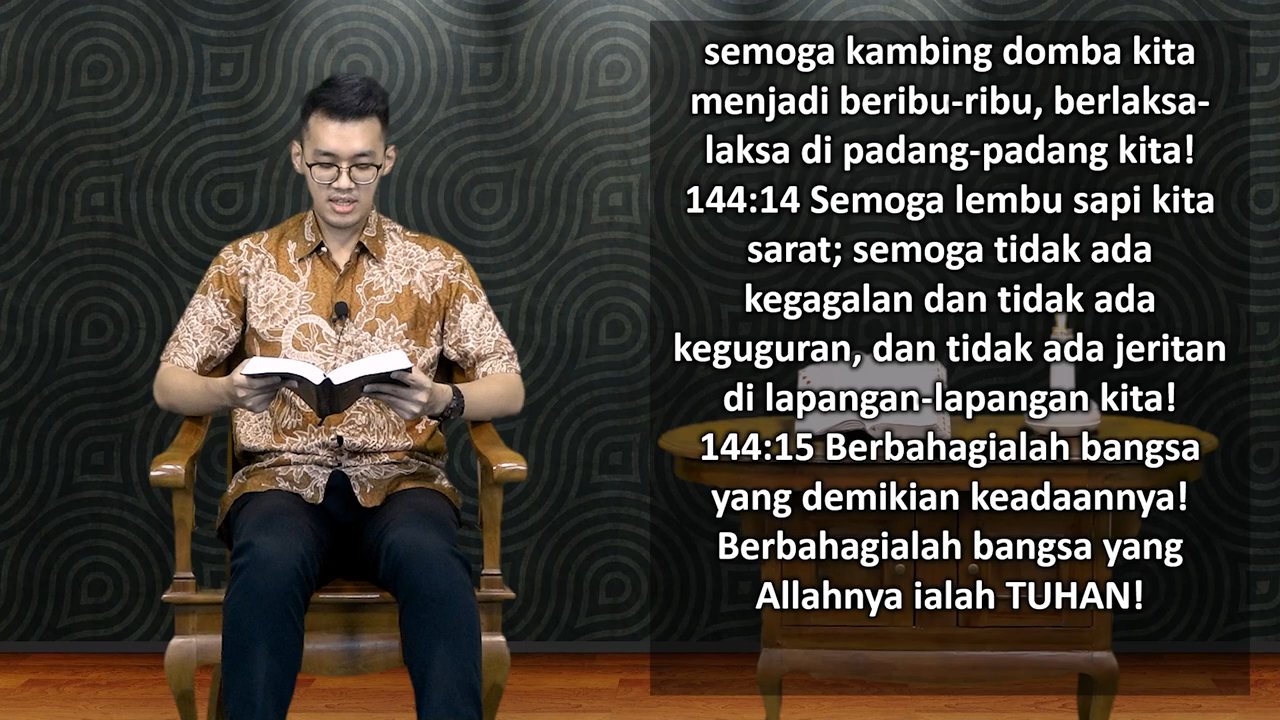 semoga kambing domba kita
menjadi beribu-ribu, berlaksa-
laksa di padang-padang kita!
144:14 Semoga lembu sapi kita
sarat; semoga tidak ada
kegagalan dan tidak ada
keguguran, dan tidak ada jeritan
di lapangan-lapangan kita!
144:15 Berbahagialah bangsa
yang demikian keadaannya!
Berbahagialah bangsa yang
Allahnya ialah TUHAN!